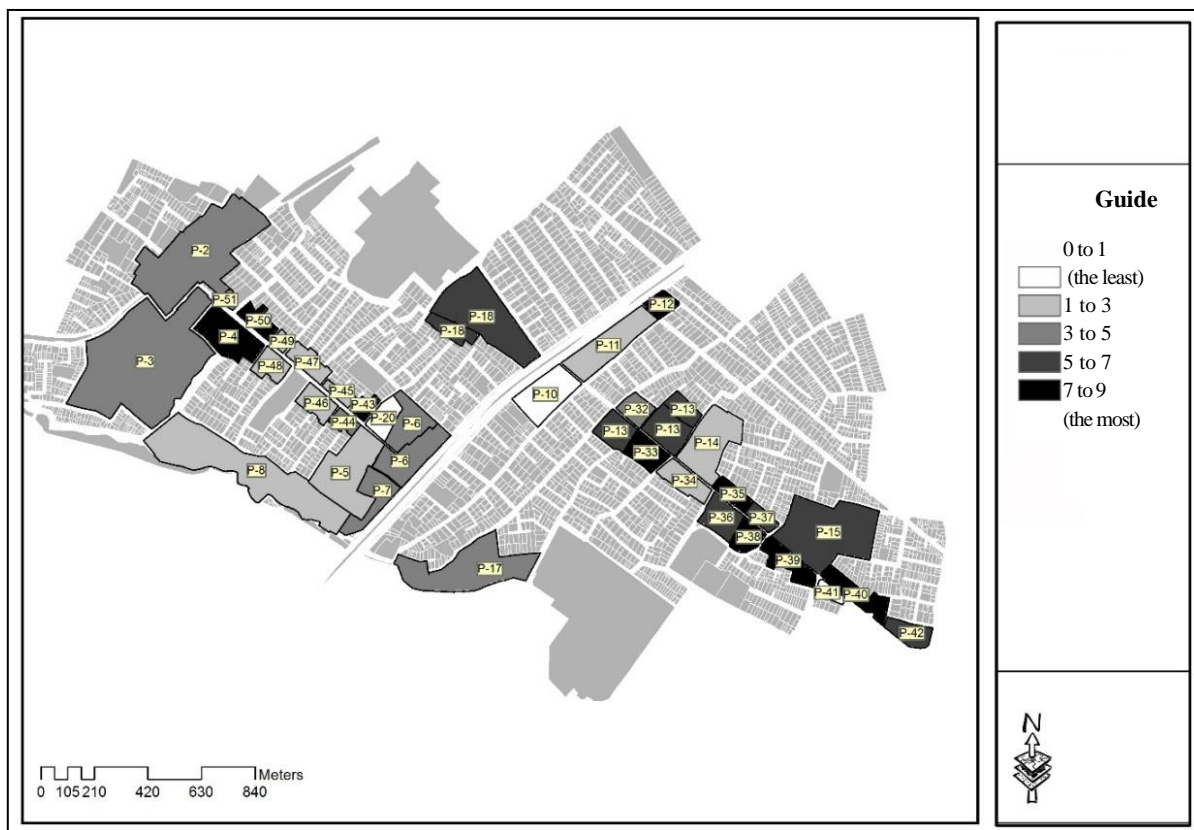 P-2
P-51
P-50
P-4
P-49
P-3
P-48
P-47
P-45
P-46
P-43
P-44
P-20
P-6
P-6
P-5
P-7
P-8
P-18
P-18
P-12
P-11
P-10
P-32
P-13
P-13
P-13
P-14
P-33
P-34
P-35
P-36
P-37
P-38
P-15
P-39
P-41
P-40
P-42
P-17
Meters
0 105 210 420 630 840
Guide
0 to 1
(the least)
1 to 3
3 to 5
5 to 7
7 to 9
(the most)
N